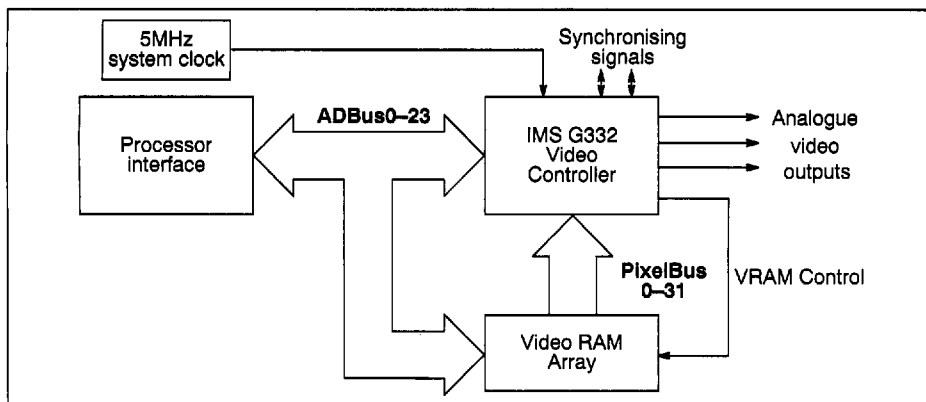 5MHz
system clock
Synchronising
signals
ADBus0–23
Processor
interface
IMS G332
Video
Controller
Analogue
video
outputs
PixelBus
0–31
VRAM Control
Video RAM
Array